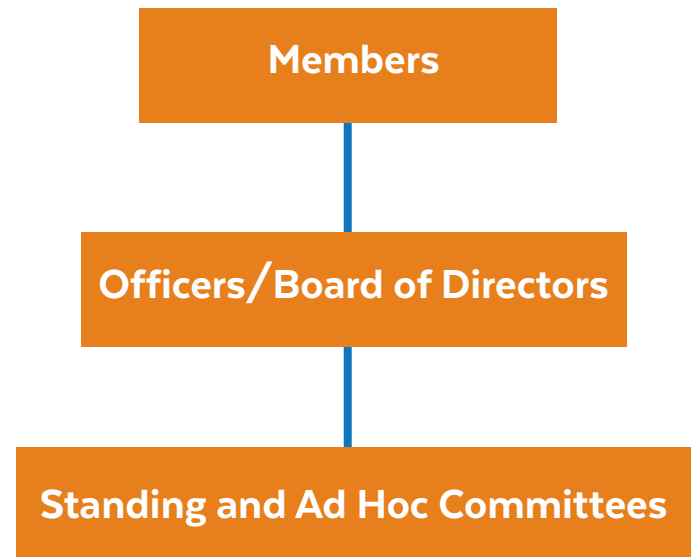 Members
Officers/Board of Directors
Standing and Ad Hoc Committees